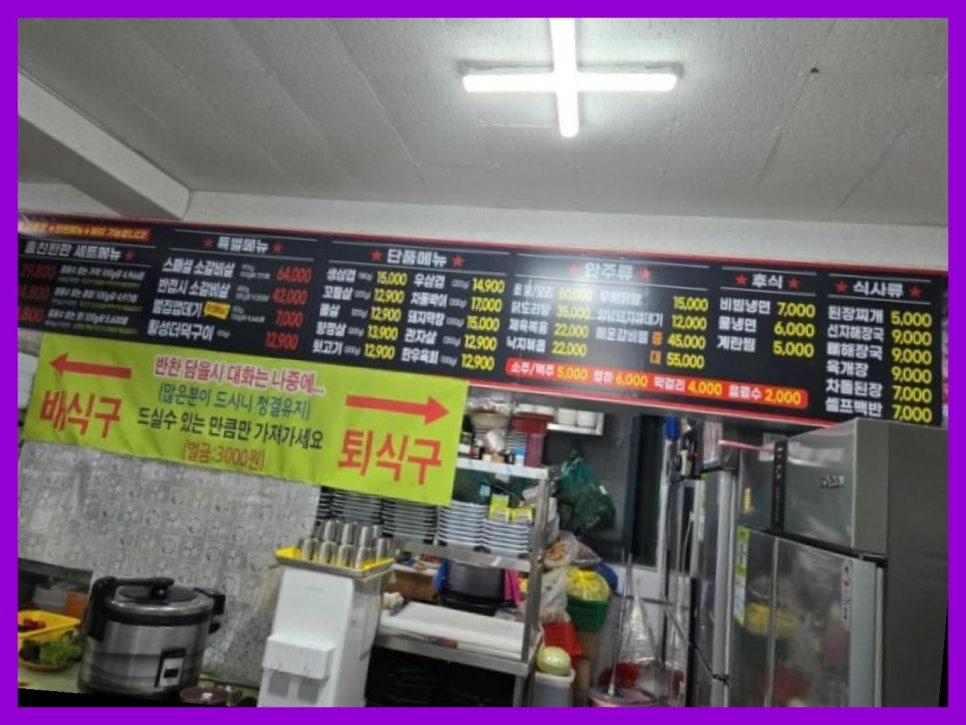 특별메뉴
스페셜 소갈비살 64,000
반접시 소갈비살 42,000
7,000
횡성더덕구이 12,900
단품메뉴
생삼겹 15,000
꼬들살 12,900
볼살 12,900
항정살 13,900
뒷고기 12,900
우삼겹 14,900
차돌박이 17,000
돼지막창 15,000
관자살 12,900
한우육회 12,900
안주류
60,000
닭도리탕 35,000
제육볶음 22,000
낙지볶음 22,000
15,000
12,000
매운갈비찜 중 45,000
대 55,000
소주/맥주 5,000 청하 6,000 막걸리 4,000 음료수 2,000
후식
비빔냉면 7,000
물냉면 6,000
계란찜 5,000
식사류
된장찌개 5,000
선지해장국 9,000
뼈해장국 9,000
육개장 9,000
차돌된장 7,000
셀프백반 7,000
배식구
반찬 담을시 대화는 나중에...
(많은분이 드시니 청결유지)
드실수 있는 만큼만 가져가세요
(벌금:3000원)
퇴식구